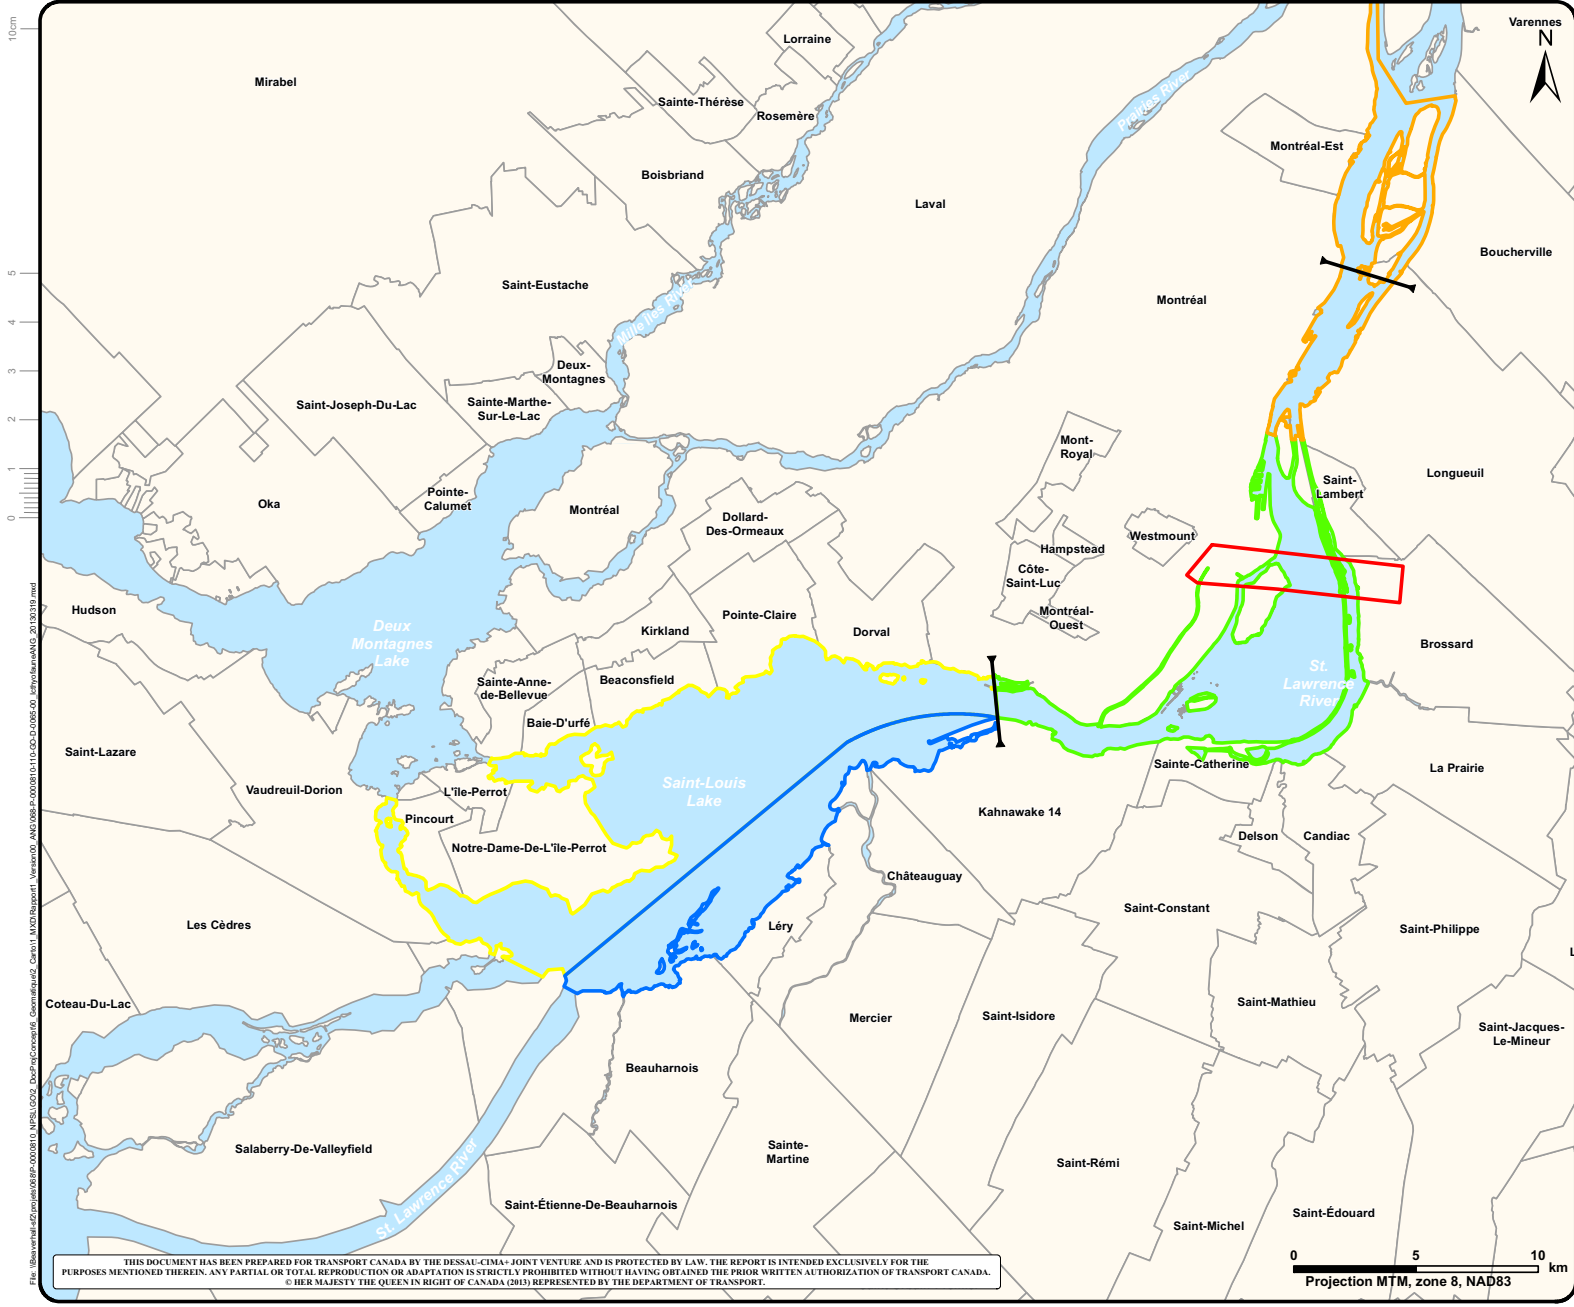 Varennes
N
10cm
Lorraine
Mirabel
Sainte-Thérèse
Rosemère
Prairies River
Montréal-Est
Boisbriand
Laval
Boucherville
5
Saint-Eustache
Montréal
Mille Iles River
4
3
Deux-
Montagnes
Saint-Joseph-Du-Lac
Sainte-Marthe-
Sur-Le-Lac
2
Mont-
Royal
1
Longueuil
Saint-
Lambert
Pointe-
Calumet
Oka
Montréal
0
Dollard-
Des-Ormeaux
Westmount
Hampstead
Côte-
Saint-Luc
Hudson
Pointe-Claire
Montréal-
Ouest
Deux
Montagnes
Lake
Kirkland
Dorval
Brossard
Sainte-Anne-
de-Bellevue
Beaconsfield
St.
Lawrence
River
Baie-D'urfé
Saint-Lazare
Sainte-Catherine
La Prairie
Vaudreuil-Dorion
L'île-Perrot
Saint-Louis
Lake
Pincourt
Kahnawake 14
Notre-Dame-De-L'île-Perrot
Delson
Candiac
Châteauguay
Les Cèdres
Léry
Saint-Constant
Saint-Philippe
L
Coteau-Du-Lac
Mercier
Saint-Isidore
Saint-Mathieu
Saint-Jacques-
Le-Mineur
Beauharnois
Salaberry-De-Valleyfield
Sainte-
Martine
Saint-Rémi
St. Lawrence River
Saint-Étienne-De-Beauharnois
Saint-Michel
Saint-Édouard
THIS DOCUMENT HAS BEEN PREPARED FOR TRANSPORT CANADA BY THE DESSAU-CIMA+ JOINT VENTURE AND IS PROTECTED BY LAW. THE REPORT IS INTENDED EXCLUSIVELY FOR THE
PURPOSES MENTIONED THEREIN. ANY PARTIAL OR TOTAL REPRODUCTION OR ADAPTATION IS STRICTLY PROHIBITED WITHOUT HAVING OBTAINED THE PRIOR WRITTEN AUTHORIZATION OF TRANSPORT CANADA.
© HER MAJESTY THE QUEEN IN RIGHT OF CANADA (2013) REPRESENTED BY THE DEPARTMENT OF TRANSPORT.
0 5 10
km
Projection MTM, zone 8, NAD83